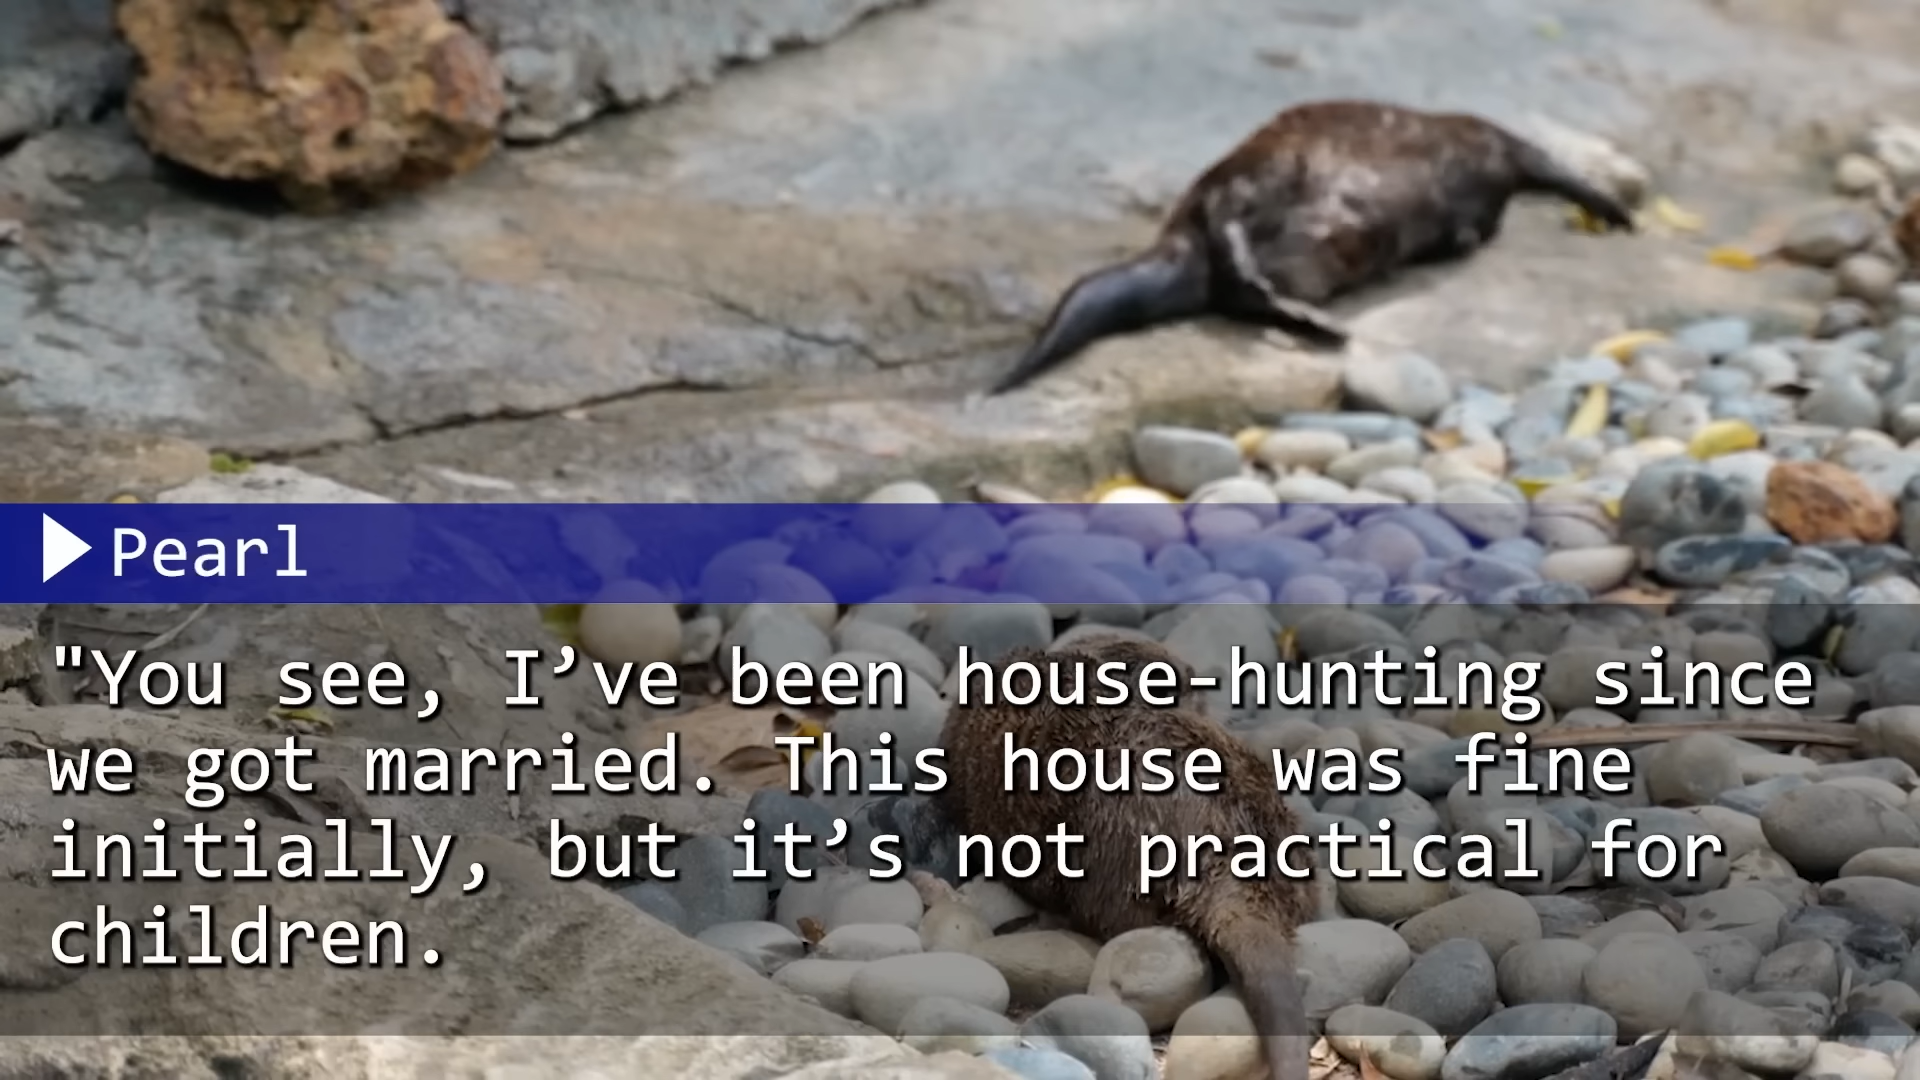 Pearl
"You see, I’ve been house-hunting since
we got married. This house was fine
initially, but it’s not practical for
children.